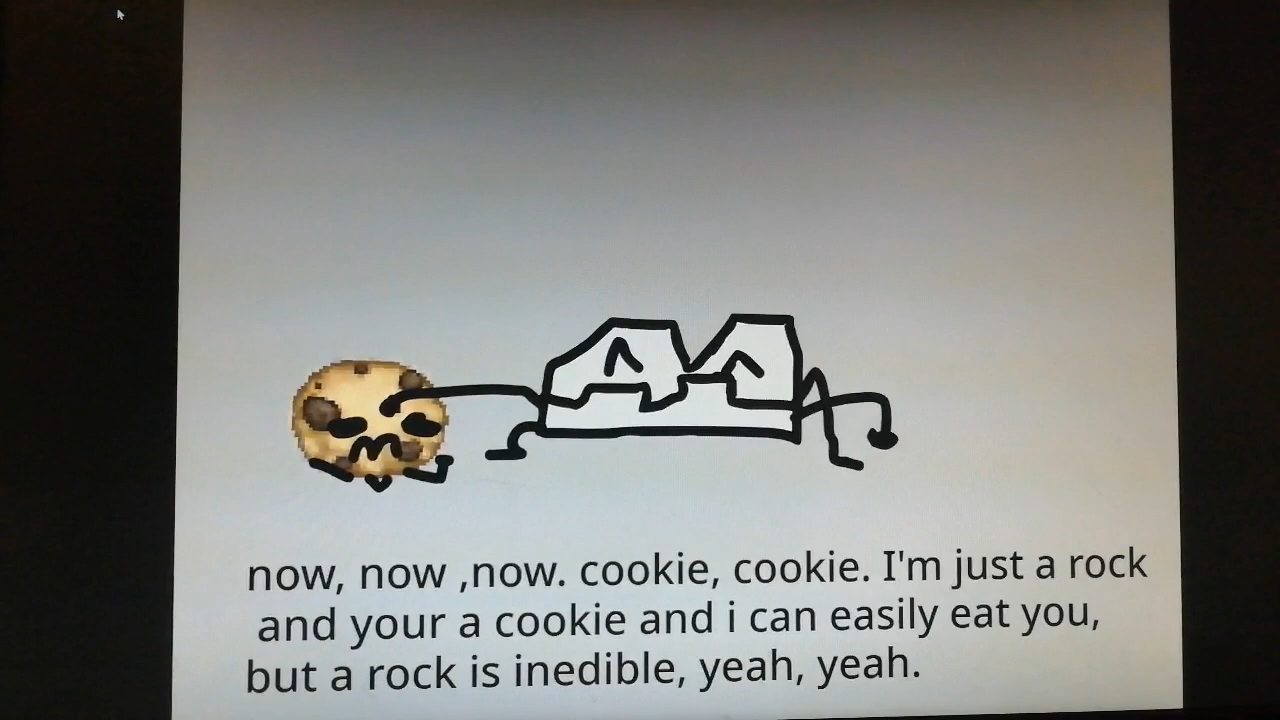 now, now ,now. cookie, cookie. I'm just a rock
and your a cookie and i can easily eat you,
but a rock is inedible, yeah, yeah.